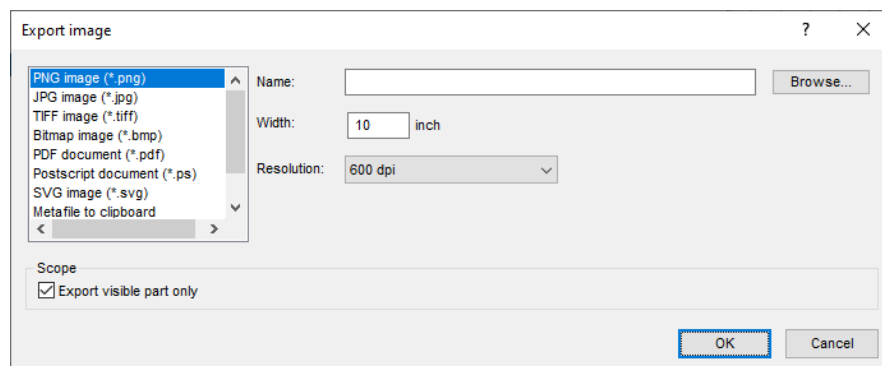 Export image
?
PNG image (*.png)
JPG image (*.jpg)
TIFF image (*.tiff)
Bitmap image (*.bmp)
PDF document (*.pdf)
Postscript document (*.ps)
SVG image (*.svg)
Metafile to clipboard
Name:
Browse...
Width:
10
inch
Resolution:
600 dpi
Scope
Export visible part only
OK
Cancel